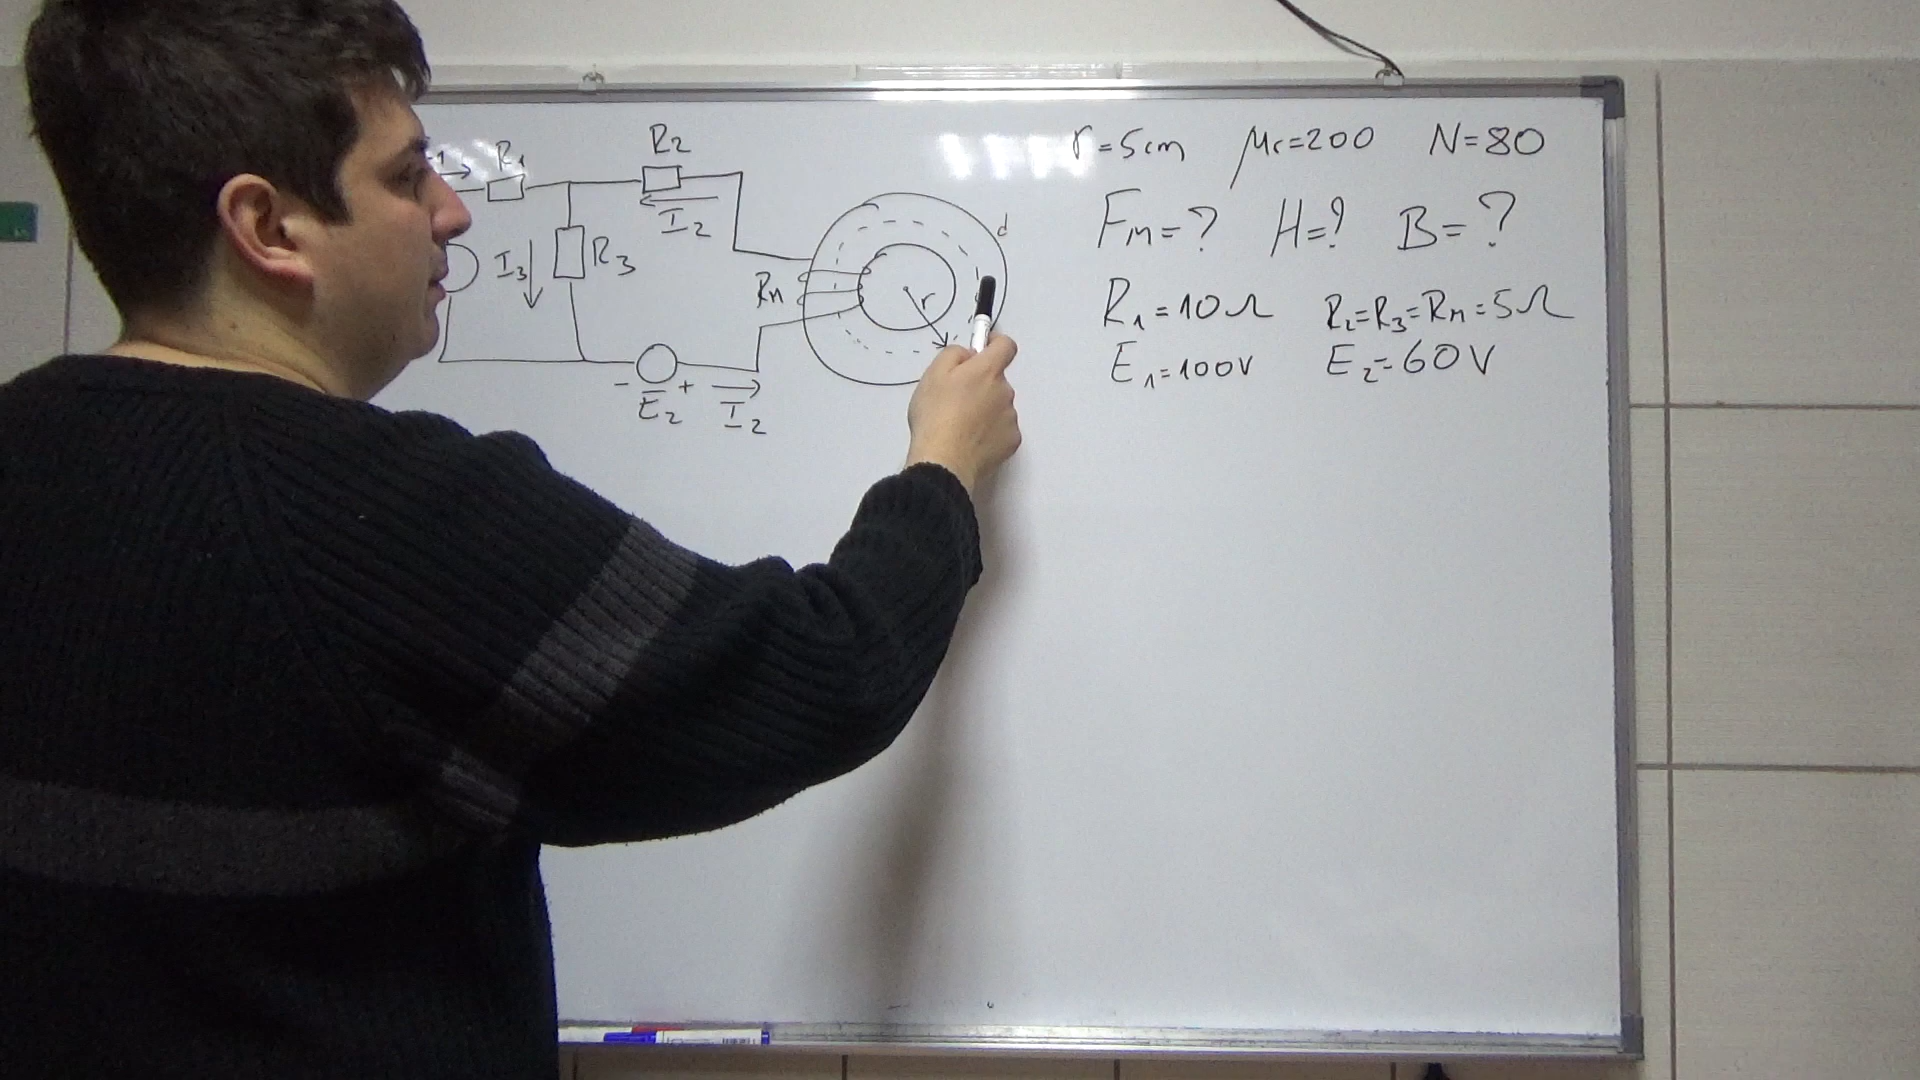 R₂
R₁
r=5cm μr=200 N=80
I₂
Fm=? H=? B=?
d
I₃ R₃
Rn
r
R₁=10Ω R₂=R₃=Rn=5Ω
E₁=100V E₂=60V
- +
E₂ I₂